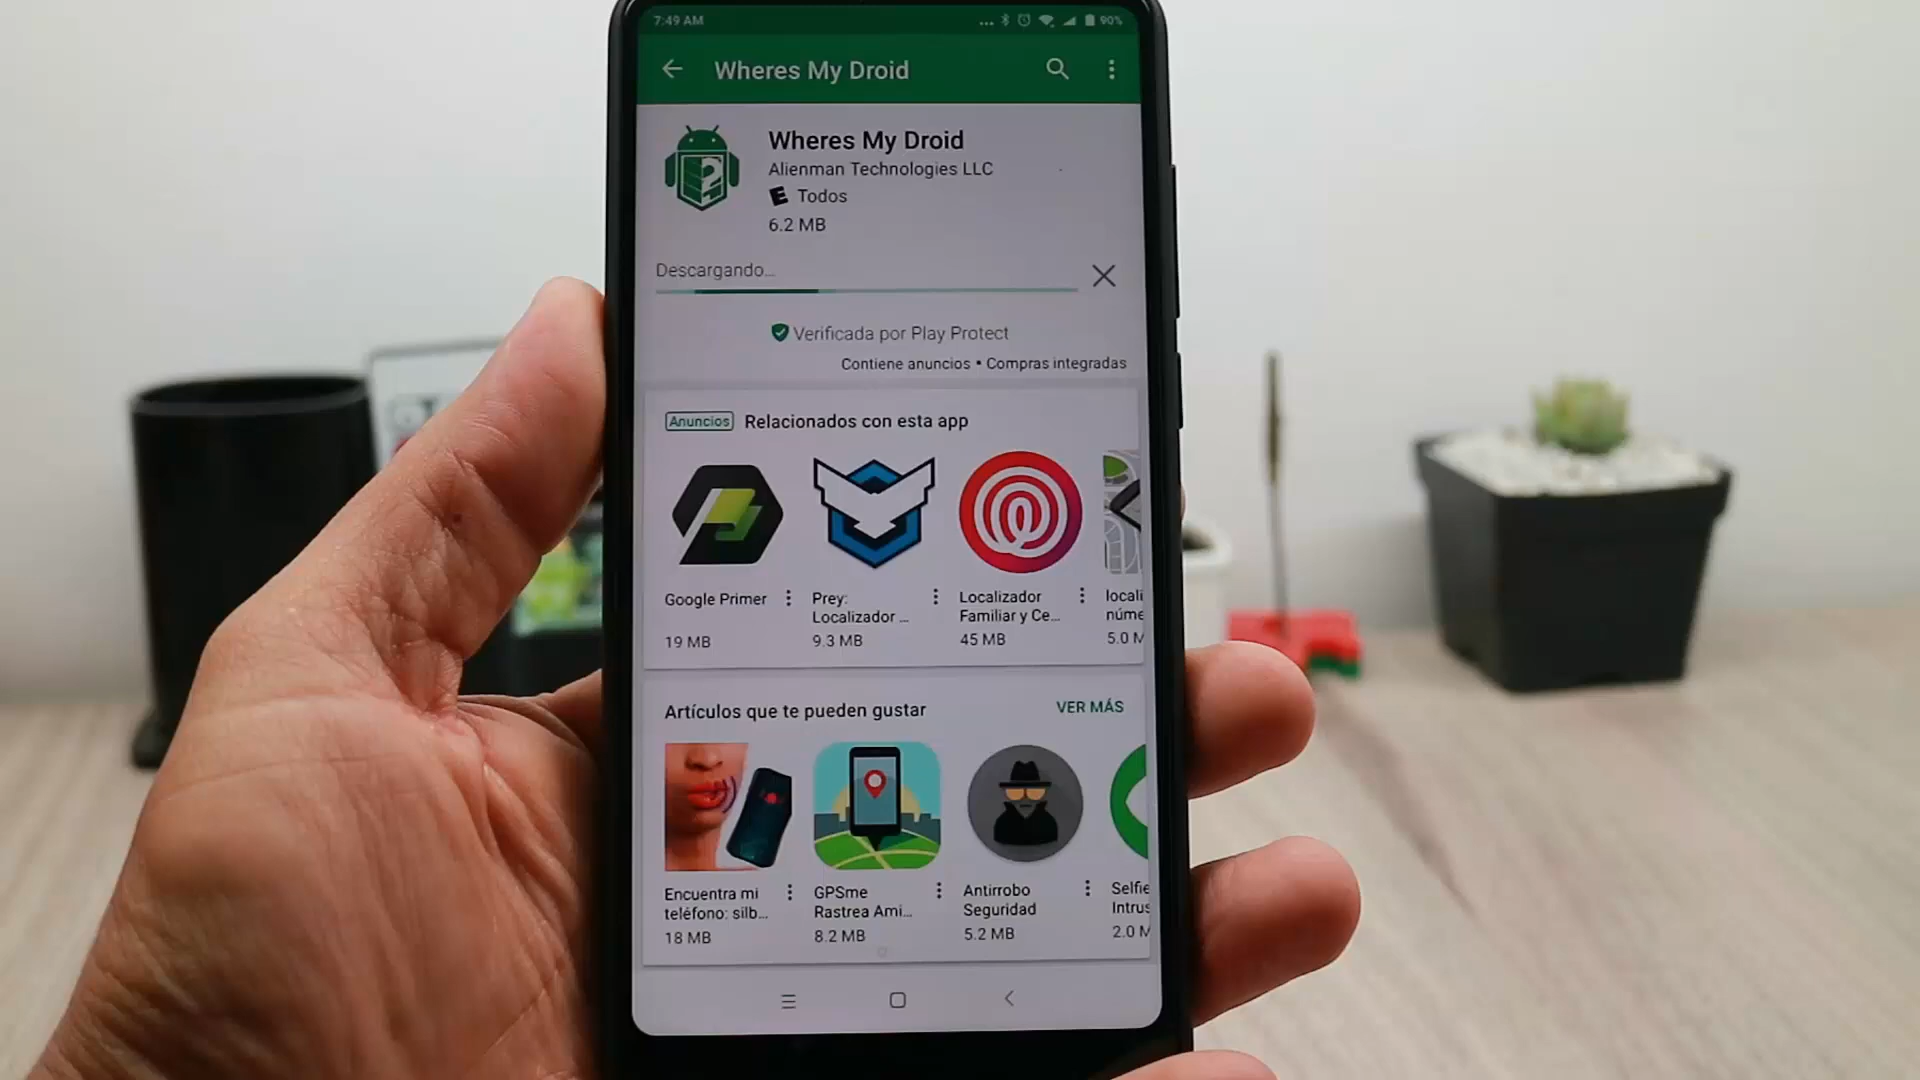 7:49 AM
90%
Wheres My Droid
Wheres My Droid
Alienman Technologies LLC
E Todos
6.2 MB
Descargando...
Verificada por Play Protect
Contiene anuncios • Compras integradas
Anuncios Relacionados con esta app
Google Primer
19 MB
Prey:
Localizador ...
9.3 MB
Localizador
Familiar y Ce...
45 MB
locali
núme
5.0 M
Artículos que te pueden gustar
VER MÁS
Encuentra mi
teléfono: silb...
18 MB
GPSme
Rastrea Ami...
8.2 MB
Antirrobo
Seguridad
5.2 MB
Selfie
Intrus
2.0 M